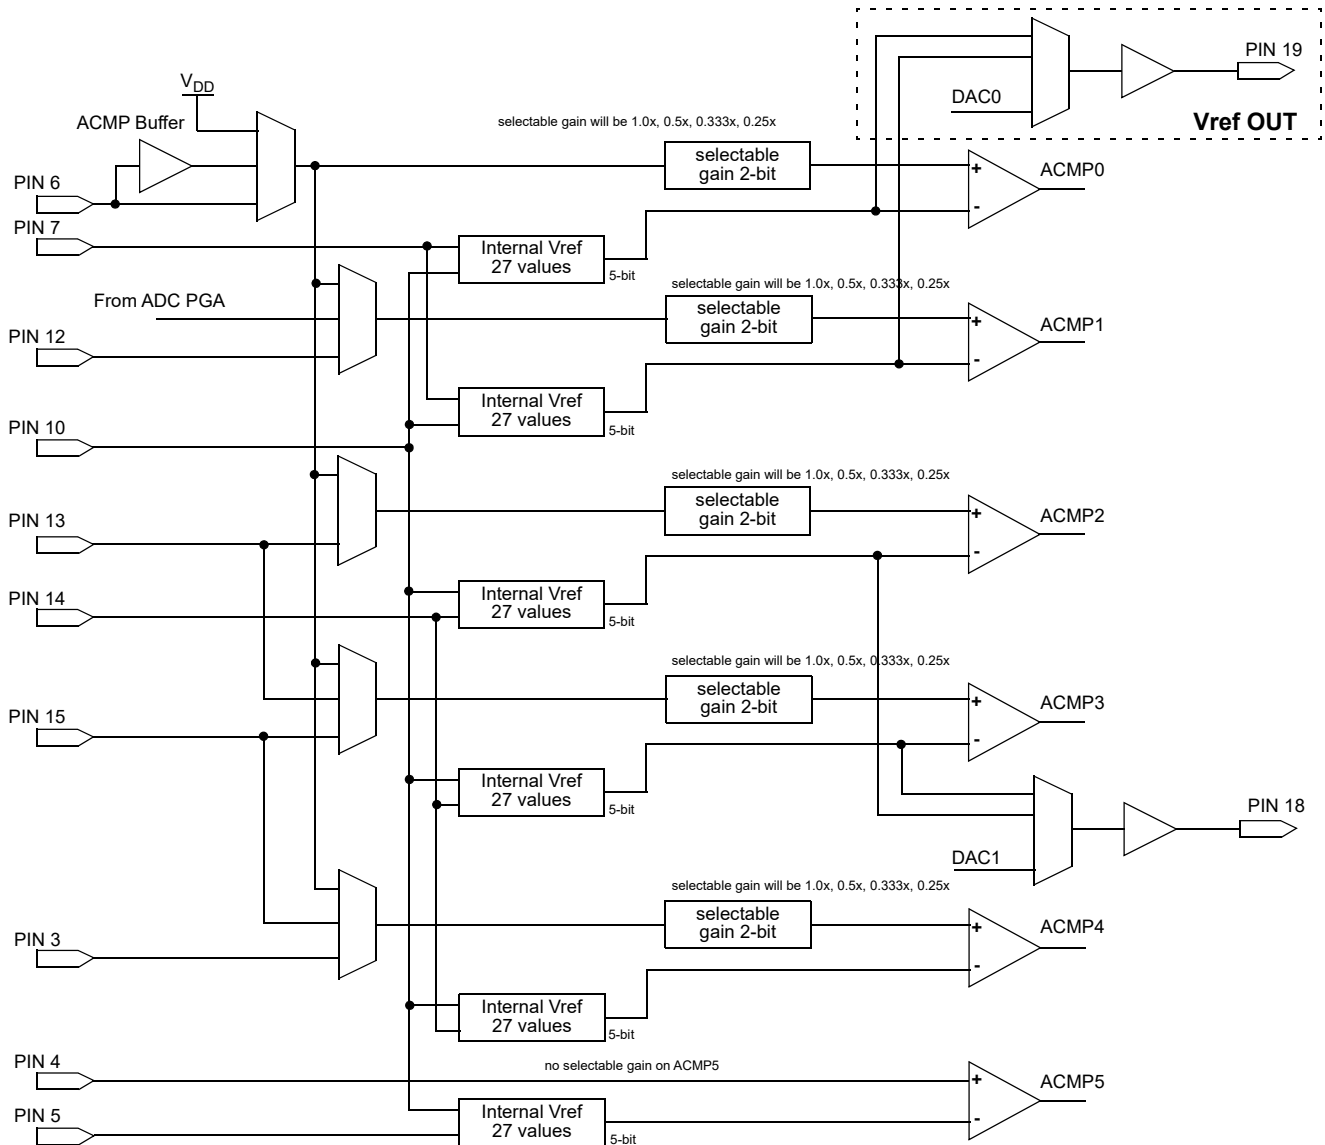 PIN 19
V_DD
DAC0
ACMP Buffer
selectable gain will be 1.0x, 0.5x, 0.333x, 0.25x
Vref OUT
selectable
gain 2-bit
ACMP0
+
-
PIN 6
PIN 7
Internal Vref
27 values
5-bit
selectable gain will be 1.0x, 0.5x, 0.333x, 0.25x
From ADC PGA
selectable
gain 2-bit
ACMP1
+
-
PIN 12
Internal Vref
27 values
5-bit
PIN 10
selectable gain will be 1.0x, 0.5x, 0.333x, 0.25x
selectable
gain 2-bit
ACMP2
+
-
PIN 13
Internal Vref
27 values
5-bit
PIN 14
selectable gain will be 1.0x, 0.5x, 0.333x, 0.25x
selectable
gain 2-bit
ACMP3
+
-
PIN 15
Internal Vref
27 values
5-bit
PIN 18
DAC1
selectable gain will be 1.0x, 0.5x, 0.333x, 0.25x
selectable
gain 2-bit
ACMP4
+
-
PIN 3
Internal Vref
27 values
5-bit
PIN 4
no selectable gain on ACMP5
ACMP5
+
-
PIN 5
Internal Vref
27 values
5-bit